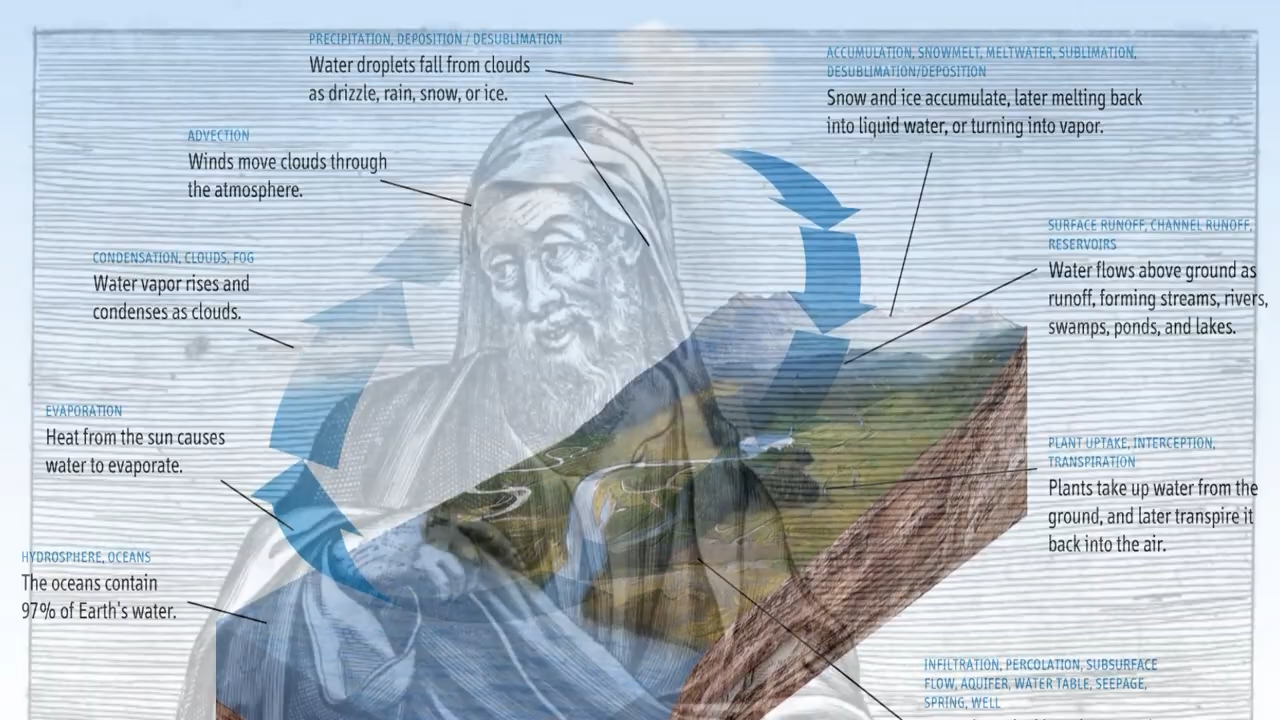 PRECIPITATION, DEPOSITION / DESUBLIMATION
Water droplets fall from clouds
as drizzle, rain, snow, or ice.
ACCUMULATION, SNOWMELT, MELTWATER, SUBLIMATION,
DESUBLIMATION/DEPOSITION
Snow and ice accumulate, later melting back
into liquid water, or turning into vapor.
ADVECTION
Winds move clouds through
the atmosphere.
SURFACE RUNOFF, CHANNEL RUNOFF,
RESERVOIRS
Water flows above ground as
runoff, forming streams, rivers,
swamps, ponds, and lakes.
CONDENSATION, CLOUDS, FOG
Water vapor rises and
condenses as clouds.
EVAPORATION
Heat from the sun causes
water to evaporate.
PLANT UPTAKE, INTERCEPTION,
TRANSPIRATION
Plants take up water from the
ground, and later transpire it
back into the air.
HYDROSPHERE, OCEANS
The oceans contain
97% of Earth's water.
INFILTRATION, PERCOLATION, SUBSURFACE
FLOW, AQUIFER, WATER TABLE, SEEPAGE,
SPRING, WELL